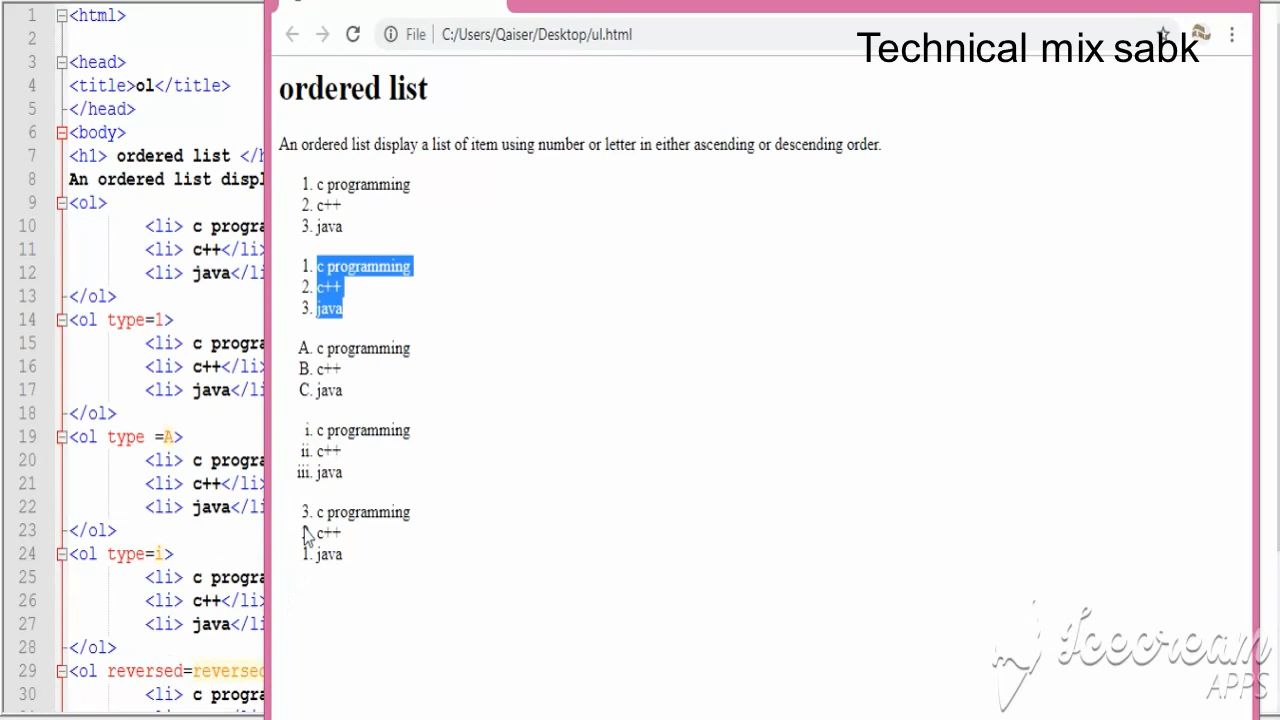 1 <html>
2
3 <head>
4 <title>ol</title>
5 </head>
6 <body>
7 <h1> ordered list </h
8 An ordered list displ
9 <ol>
10 <li> c progra
11 <li> c++</li>
12 <li> java</li
13 </ol>
14 <ol type=1>
15 <li> c progra
16 <li> c++</li>
17 <li> java</li
18 </ol>
19 <ol type =A>
20 <li> c progra
21 <li> c++</li>
22 <li> java</li
23 </ol>
24 <ol type=i>
25 <li> c progra
26 <li> c++</li>
27 <li> java</li
28 </ol>
29 <ol reversed=reversed
30 <li> c progra
File C:/Users/Qaiser/Desktop/ul.html
Technical mix sabk
ordered list
An ordered list display a list of item using number or letter in either ascending or descending order.
1. c programming
2. c++
3. java
1. c programming
2. c++
3. java
A. c programming
B. c++
C. java
i. c programming
ii. c++
iii. java
3. c programming
c++
1. java
Icecream
APPS